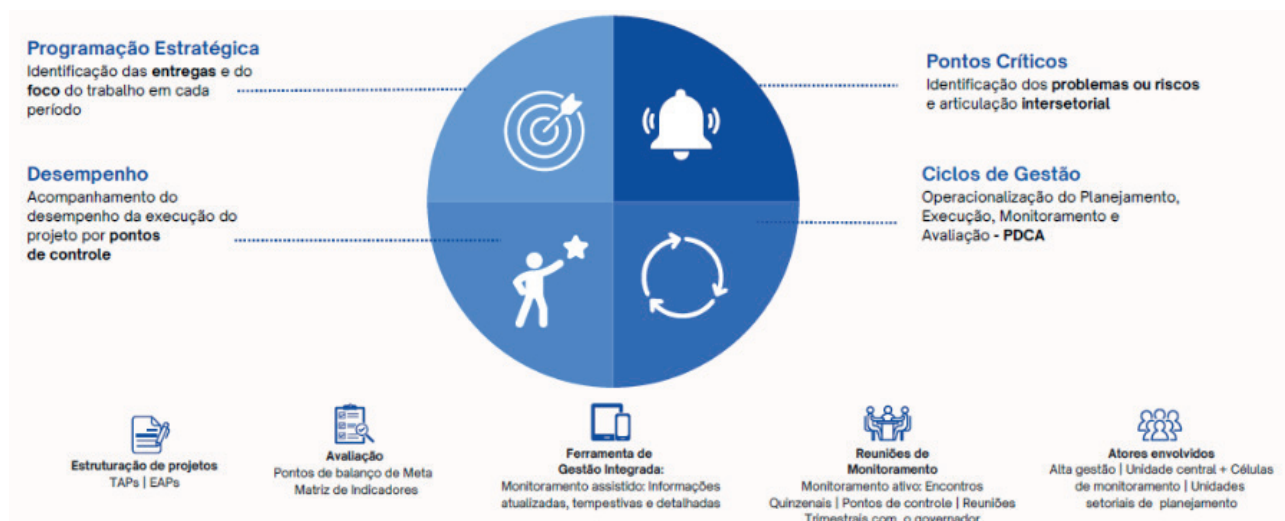 Programação Estratégica
Identificação das entregas e do
foco do trabalho em cada
período
Pontos Críticos
Identificação dos problemas ou riscos
e articulação intersetorial
Desempenho
Acompanhamento do
desempenho da execução do
projeto por pontos
de controle
Ciclos de Gestão
Operacionalização do Planejamento,
Execução, Monitoramento e
Avaliação - PDCA
Estruturação de projetos
TAPs | EAPs
Avaliação
Pontos de balanço de Meta
Matriz de Indicadores
Ferramenta de
Gestão Integrada:
Monitoramento assistido: Informações
atualizadas, tempestivas e detalhadas
Reuniões de
Monitoramento
Monitoramento ativo: Encontros
Quinzenais | Pontos de controle | Reuniões
Trimestrais com o governador
Atores envolvidos
Alta gestão | Unidade central + Células
de monitoramento | Unidades
setoriais de planejamento